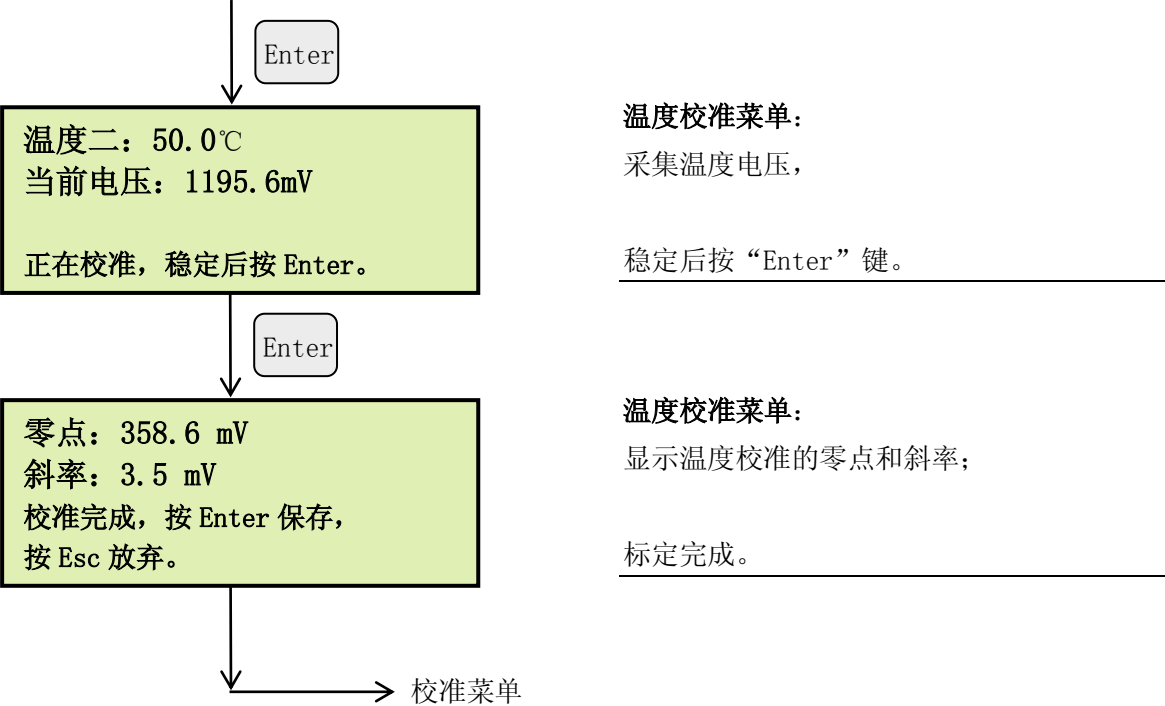 Enter
温度二：50.0℃
当前电压：1195.6mV
正在校准，稳定后按 Enter。
温度校准菜单：
采集温度电压，
稳定后按“Enter”键。
Enter
零点：358.6 mV
斜率：3.5 mV
校准完成，按 Enter 保存，
按 Esc 放弃。
温度校准菜单：
显示温度校准的零点和斜率；
标定完成。
校准菜单